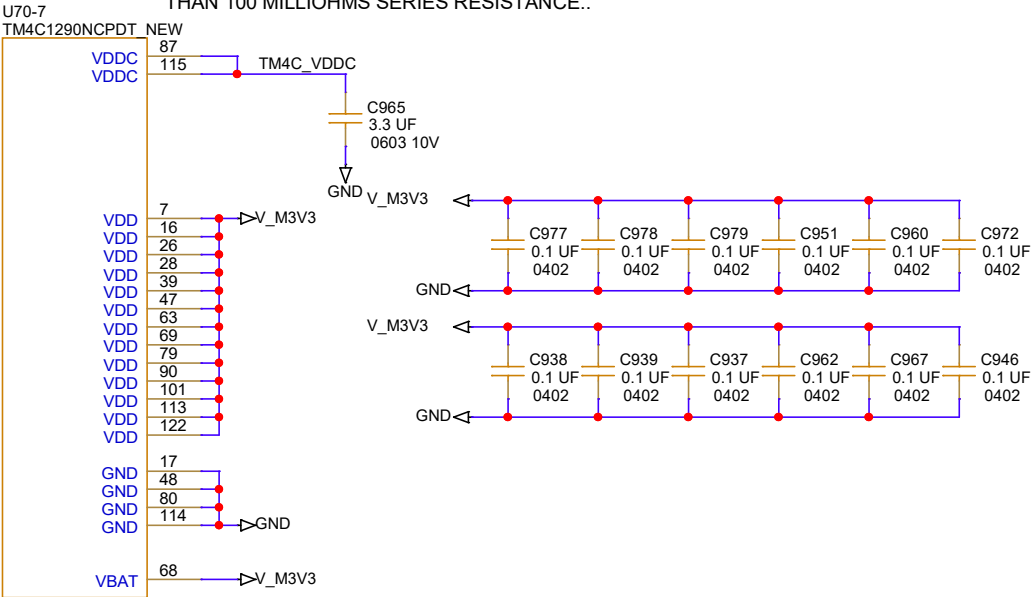 THAN 100 MILLIOHMS SERIES RESISTANCE..
U70-7
TM4C1290NCPDT_NEW
VDDC 87
VDDC 115
TM4C_VDDC
C965
3.3 UF
0603 10V
GND
VDD 7
V_M3V3
VDD 16
VDD 26
VDD 28
VDD 39
VDD 47
VDD 63
VDD 69
VDD 79
VDD 90
VDD 101
VDD 113
VDD 122
GND 17
GND 48
GND 80
GND 114
GND
VBAT 68
V_M3V3
V_M3V3
C977 C978 C979 C951 C960 C972
0.1 UF 0.1 UF 0.1 UF 0.1 UF 0.1 UF 0.1 UF
0402 0402 0402 0402 0402 0402
GND
V_M3V3
C938 C939 C937 C962 C967 C946
0.1 UF 0.1 UF 0.1 UF 0.1 UF 0.1 UF 0.1 UF
0402 0402 0402 0402 0402 0402
GND